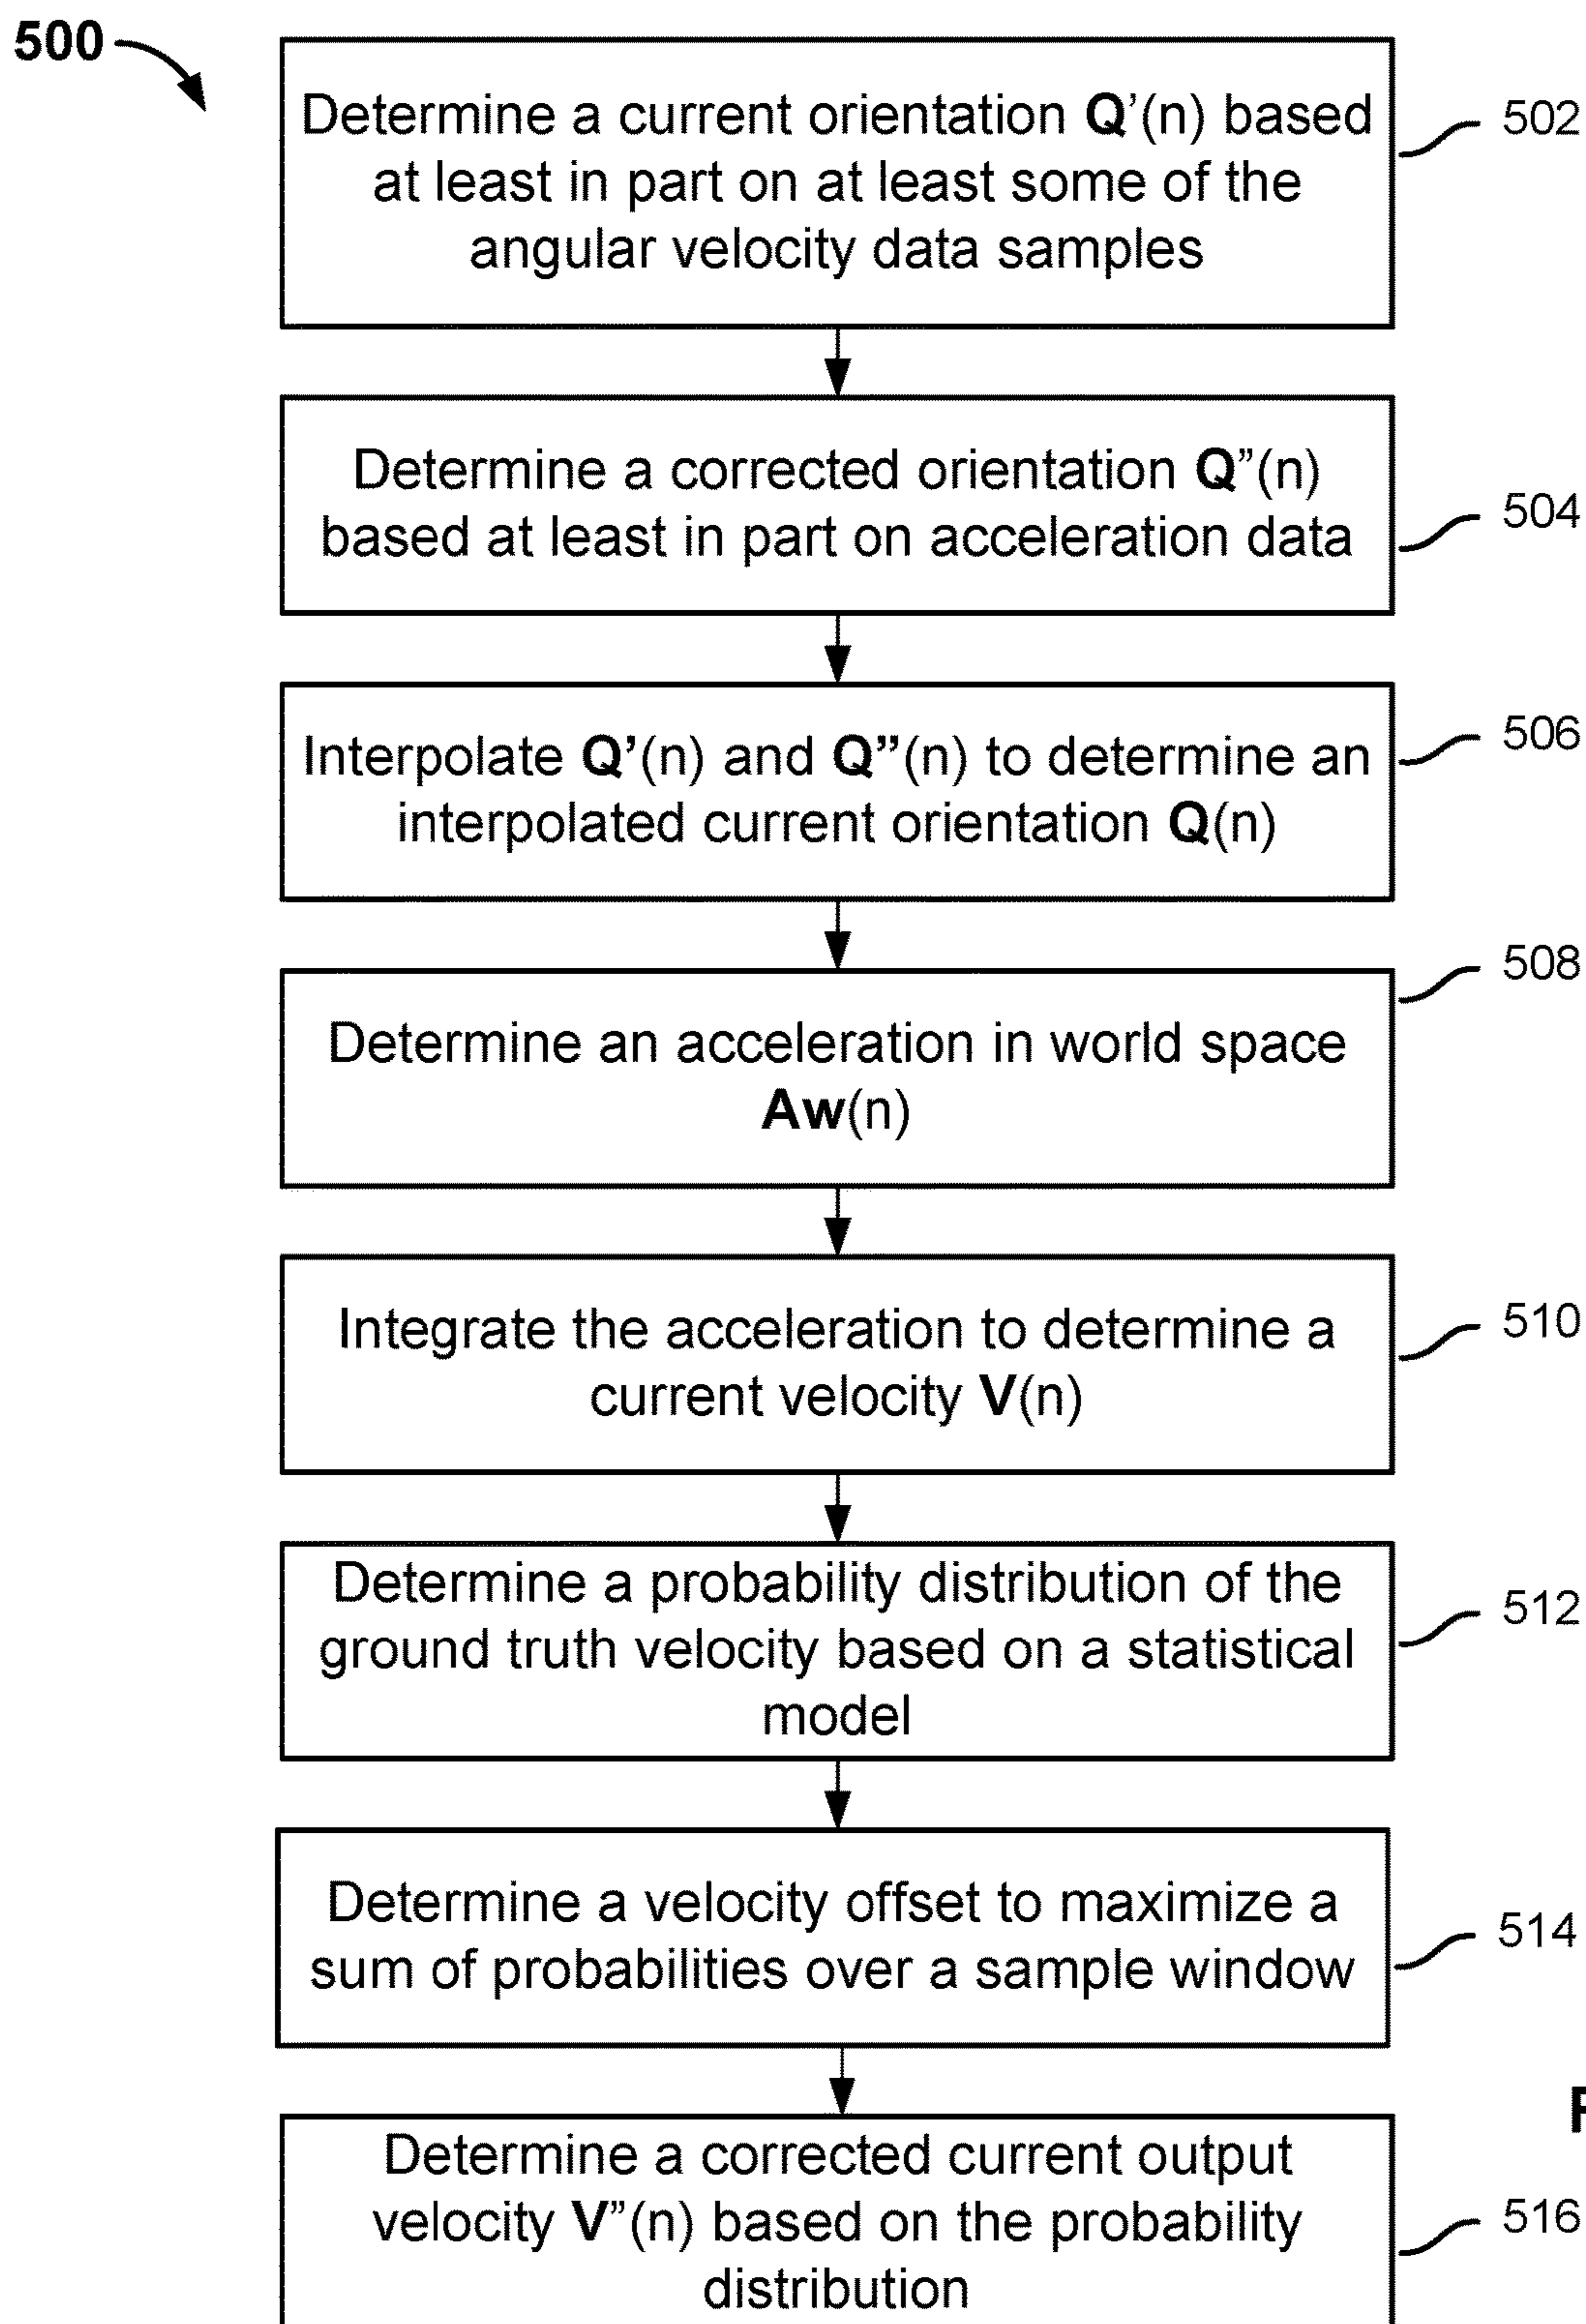 500
Determine a current orientation Q’(n) based
at least in part on at least some of the
angular velocity data samples
502
Determine a corrected orientation Q”(n)
based at least in part on acceleration data
504
Interpolate Q’(n) and Q”(n) to determine an
interpolated current orientation Q(n)
506
Determine an acceleration in world space
Aw(n)
508
Integrate the acceleration to determine a
current velocity V(n)
510
Determine a probability distribution of the
ground truth velocity based on a statistical
model
512
Determine a velocity offset to maximize a
sum of probabilities over a sample window
514
Determine a corrected current output
velocity V”(n) based on the probability
distribution
516